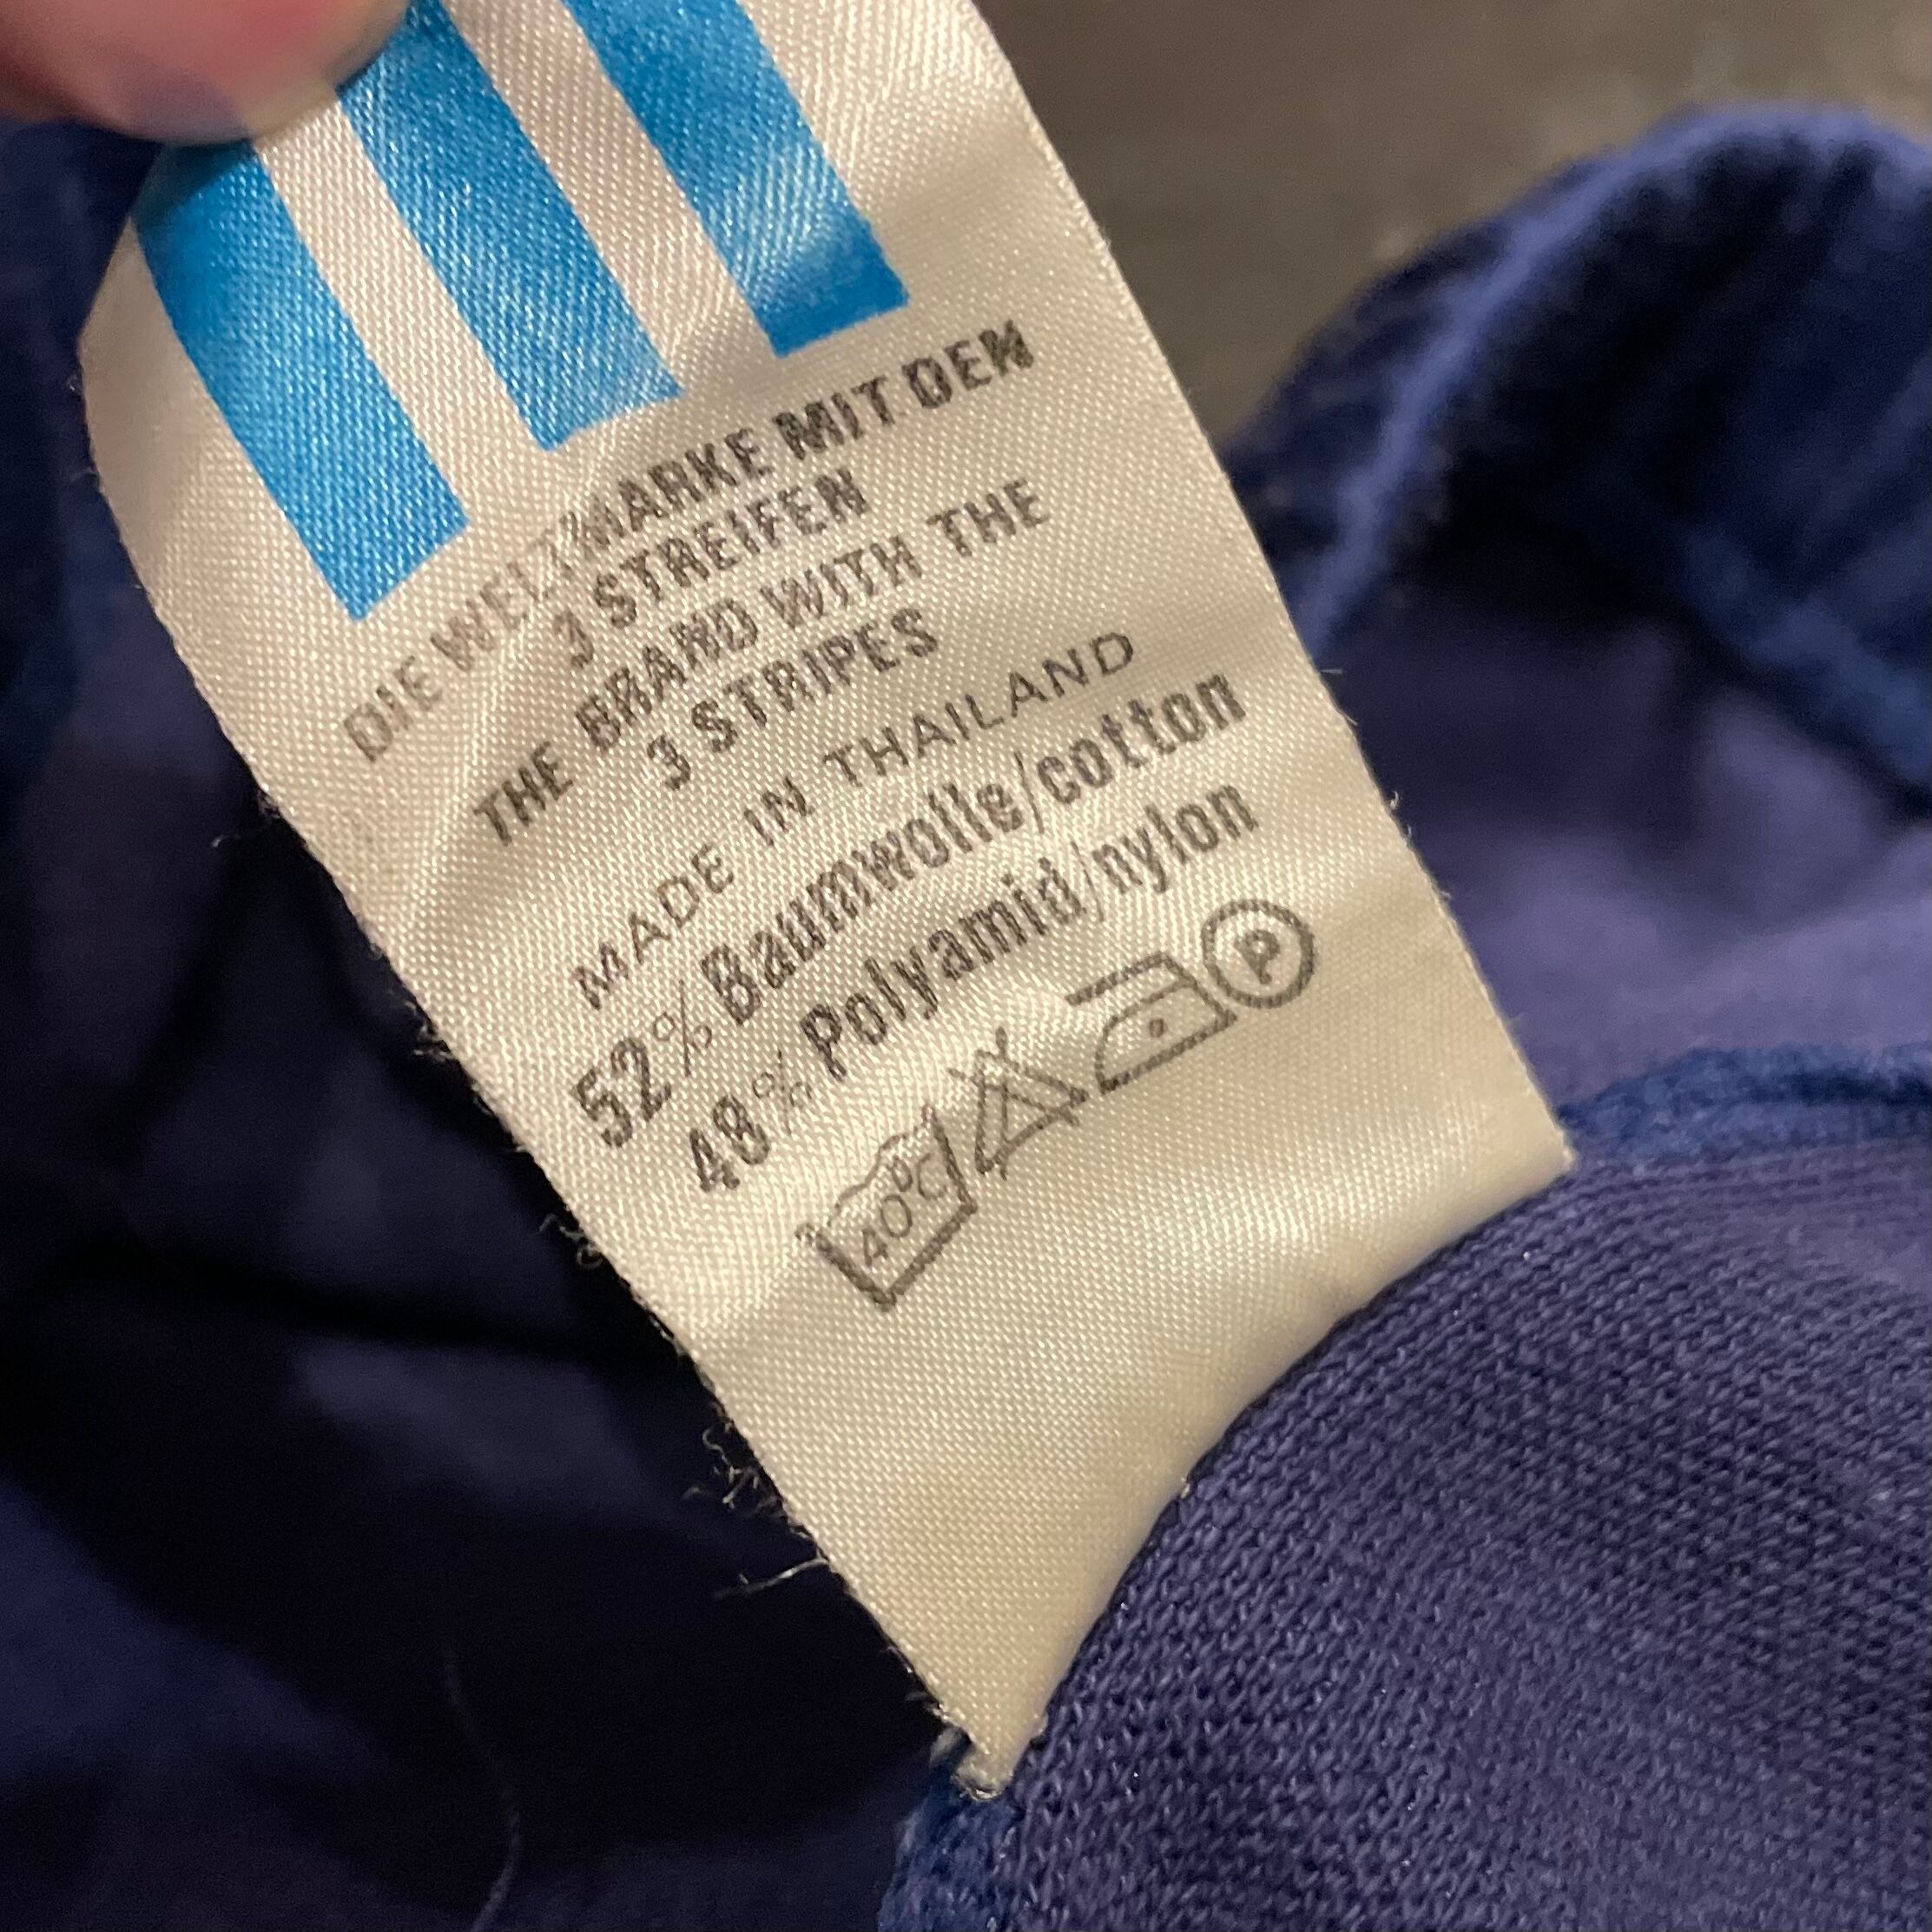 DIE WELTMARKE MIT DEN
3 STREIFEN
THE BRAND WITH THE
3 STRIPES
MADE IN THAILAND
52% Baumwolle/cotton
48% Polyamid/nylon
40°C P